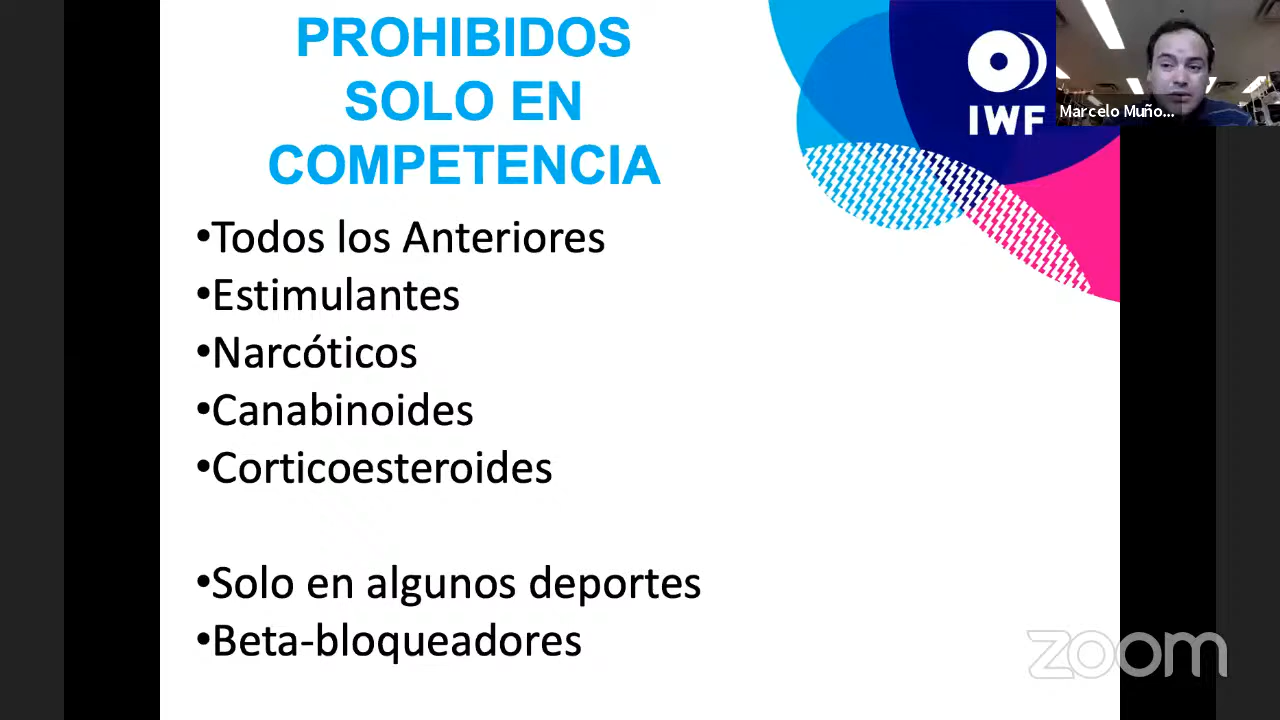 PROHIBIDOS
SOLO EN
COMPETENCIA
IWF
Marcelo Muño...
•Todos los Anteriores
•Estimulantes
•Narcóticos
•Canabinoides
•Corticoesteroides
•Solo en algunos deportes
•Beta-bloqueadores
zoom